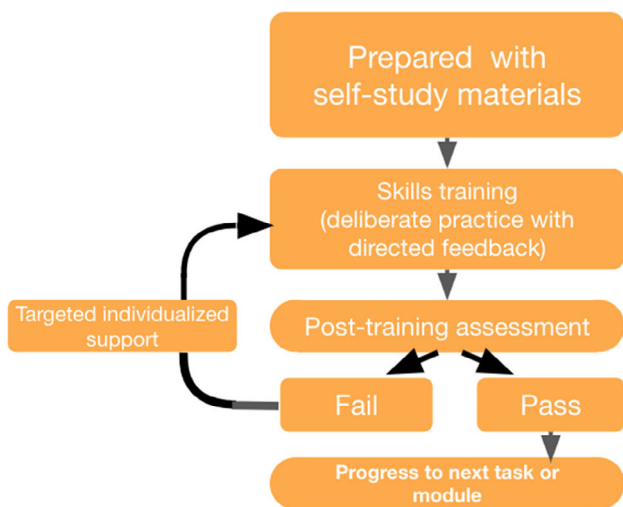 Prepared with
self-study materials
Skills training
(deliberate practice with
directed feedback)
Targeted individualized
support
Post-training assessment
Fail
Pass
Progress to next task or
module